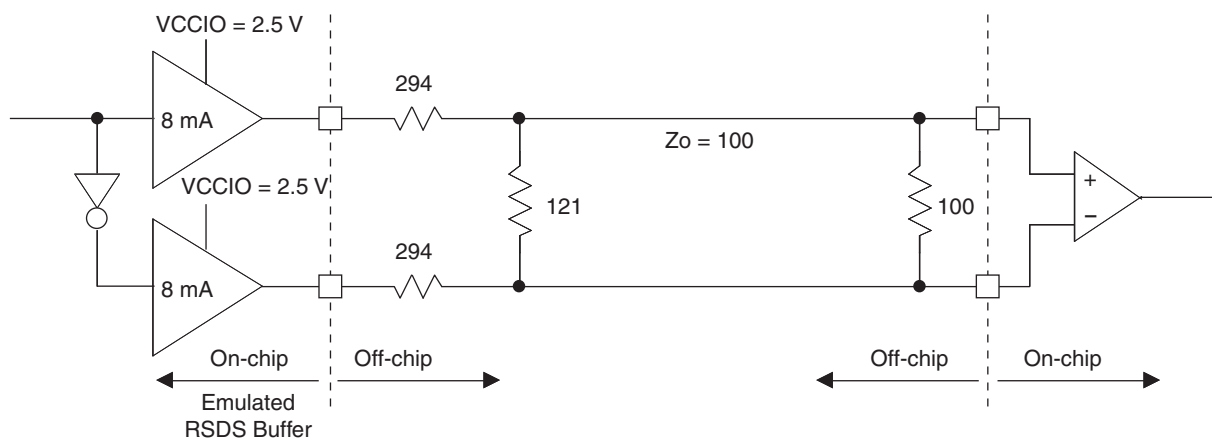 VCCIO = 2.5 V
294
8 mA
Zo = 100
VCCIO = 2.5 V
121
100
+
–
294
8 mA
On-chip
Off-chip
Off-chip
On-chip
Emulated
RSDS Buffer